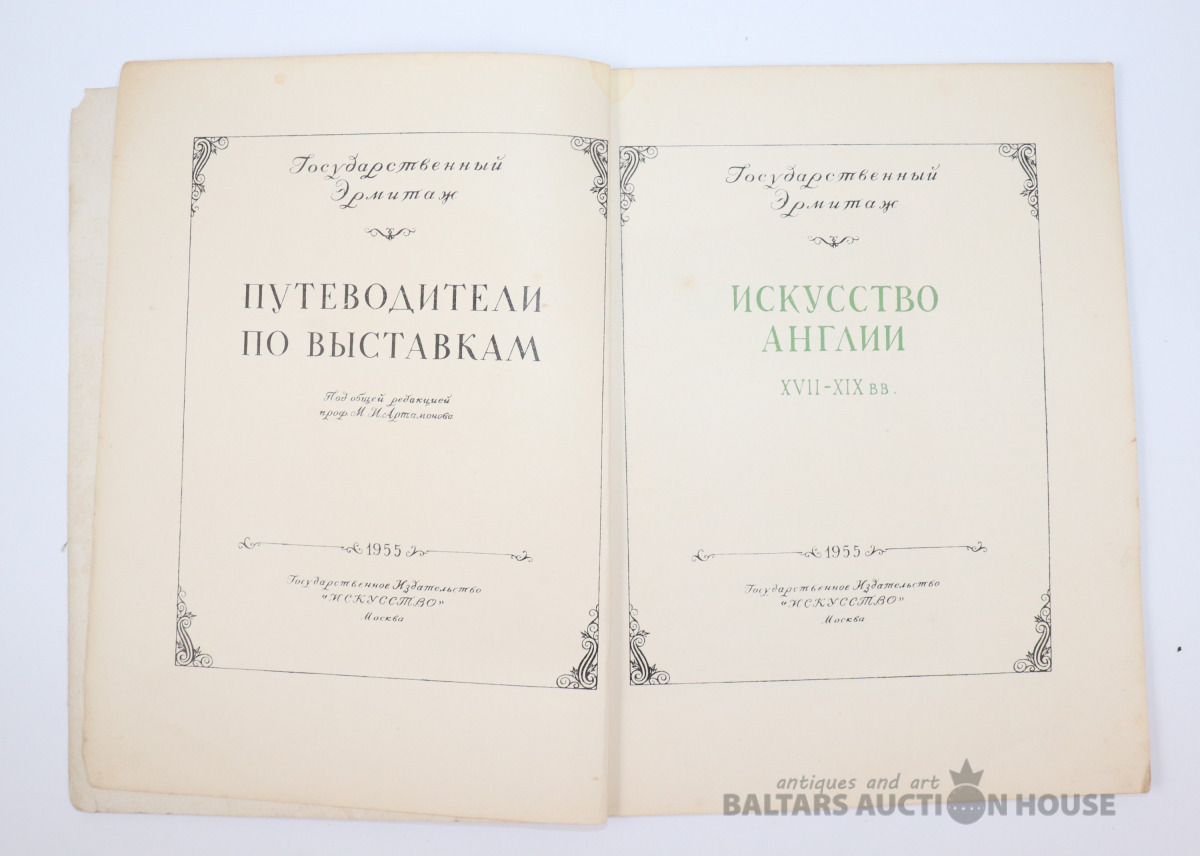 Государственный
Эрмитаж
ПУТЕВОДИТЕЛИ
ПО ВЫСТАВКАМ
Под общей редакцией
проф. М. И. Артамонова
1955
Государственное Издательство
"ИСКУССТВО"
Москва
Государственный
Эрмитаж
ИСКУССТВО
АНГЛИИ
XVII-XIX вв.
1955
Государственное Издательство
"ИСКУССТВО"
Москва
antiques and art
BALTARS AUCTION HOUSE